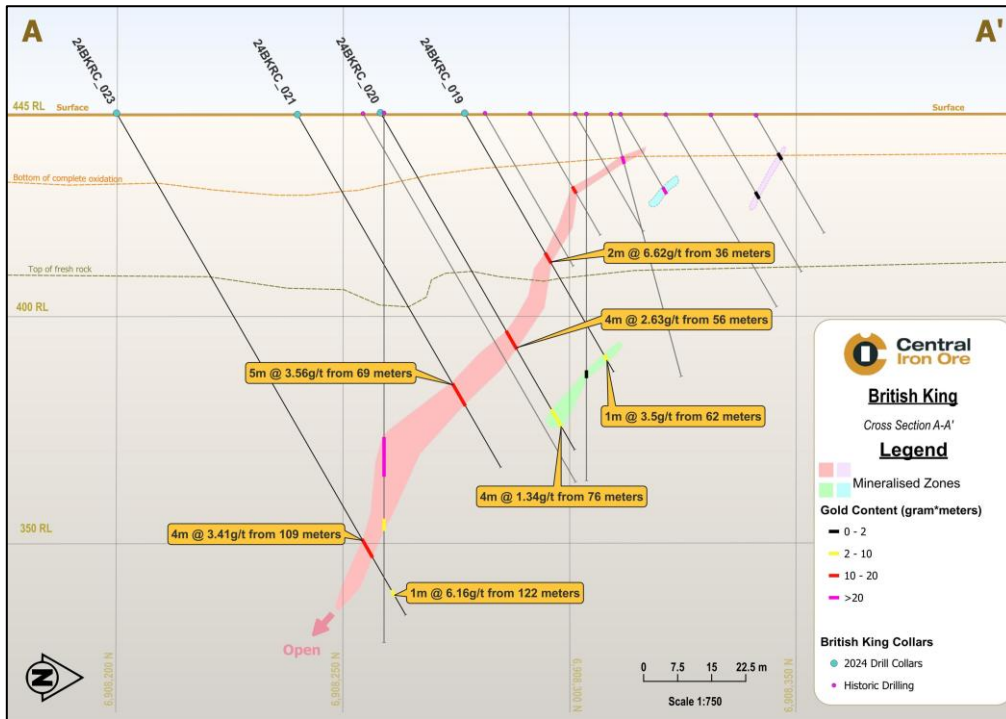 A
A'
24BKRC_023
24BKRC_021
24BKRC_020
24BKRC_019
445 RL
Surface
Surface
Bottom of complete oxidation
2m @ 6.62g/t from 36 meters
Top of fresh rock
400 RL
4m @ 2.63g/t from 56 meters
5m @ 3.56g/t from 69 meters
1m @ 3.5g/t from 62 meters
4m @ 1.34g/t from 76 meters
4m @ 3.41g/t from 109 meters
350 RL
1m @ 6.16g/t from 122 meters
Open
N
6,908,200 N
6,908,250 N
6,908,300 N
6,908,350 N
0 7.5 15 22.5 m
Scale 1:750
Central
Iron Ore
British King
Cross Section A-A'
Legend
Mineralised Zones
Gold Content (gram*meters)
0 - 2
2 - 10
10 - 20
>20
British King Collars
2024 Drill Collars
Historic Drilling